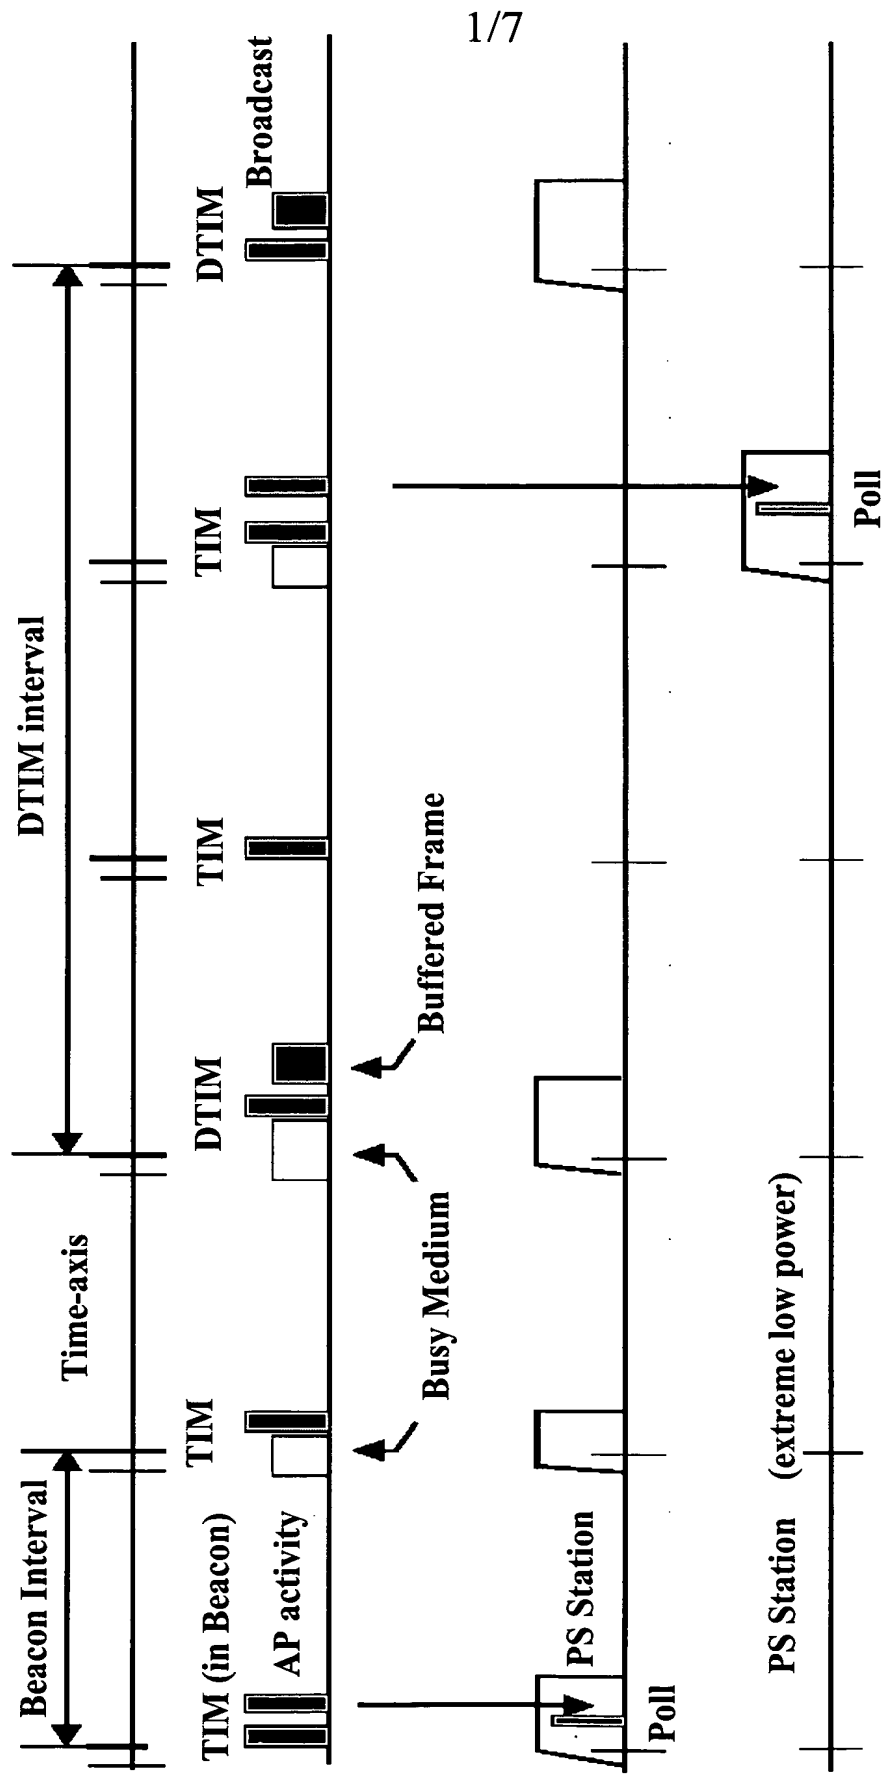 1/7
Beacon Interval
Time-axis
DTIM interval
TIM (in Beacon)
TIM
DTIM
TIM
TIM
DTIM
AP activity
Broadcast
Busy Medium
Buffered Frame
PS Station
Poll
PS Station (extreme low power)
Poll